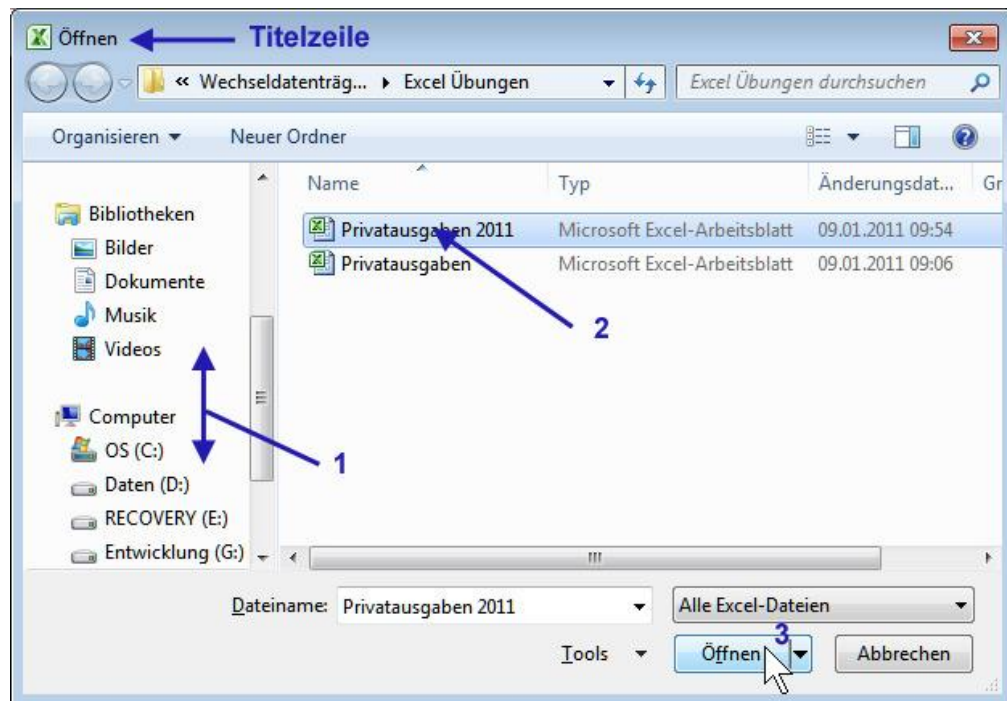 Öffnen Titelzeile
« Wechseldatenträg... Excel Übungen Excel Übungen durchsuchen
Organisieren Neuer Ordner
Name Typ Änderungsdat... Gr
Bibliotheken
Bilder
Dokumente
Musik
Videos
Computer
OS (C:)
Daten (D:)
RECOVERY (E:)
Entwicklung (G:)
Privatausgaben 2011 Microsoft Excel-Arbeitsblatt 09.01.2011 09:54
Privatausgaben Microsoft Excel-Arbeitsblatt 09.01.2011 09:06
2
1
Dateiname: Privatausgaben 2011 Alle Excel-Dateien
3
Tools Öffnen Abbrechen